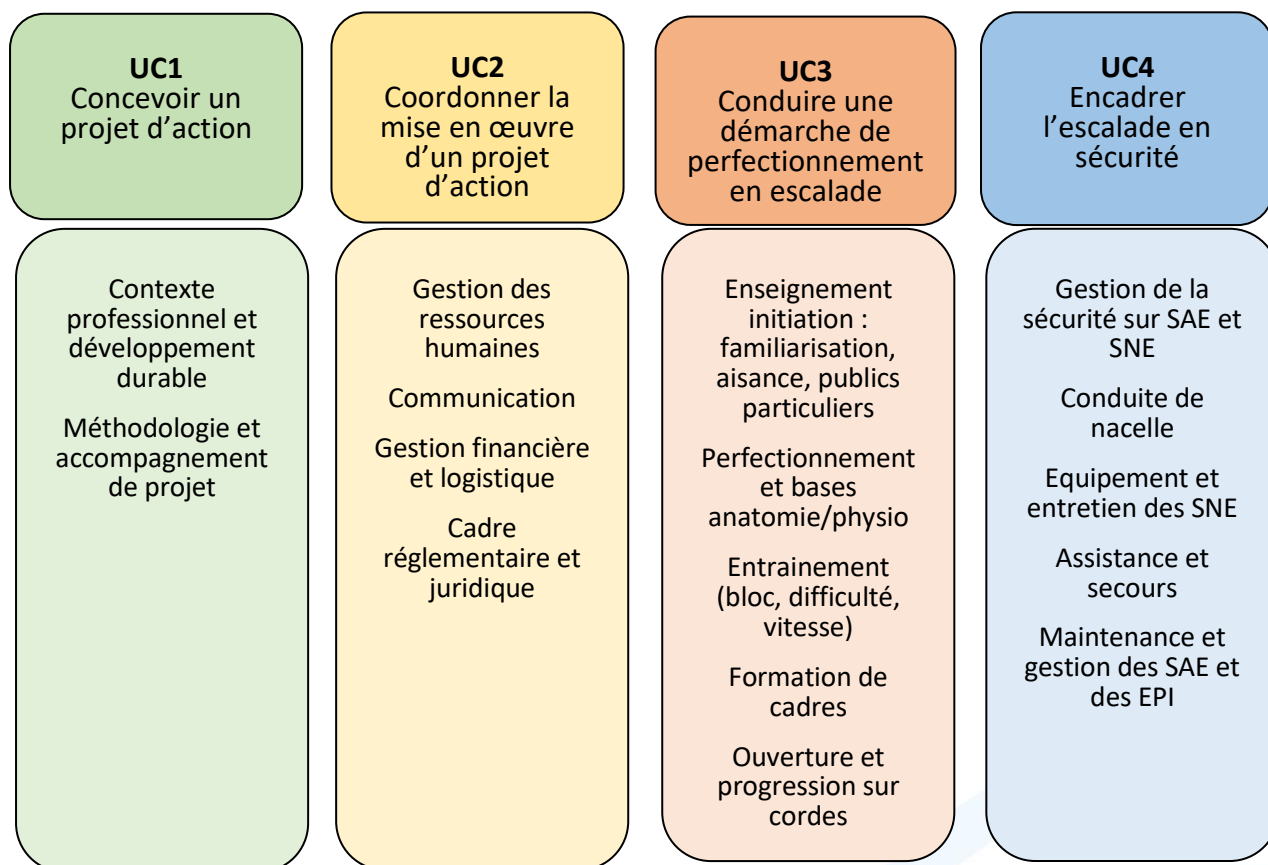 UC1
Concevoir un
projet d’action
UC2
Coordonner la
mise en œuvre
d’un projet
d’action
UC3
Conduire une
démarche de
perfectionnement
en escalade
UC4
Encadrer
l’escalade en
sécurité
Contexte
professionnel et
développement
durable
Méthodologie et
accompagnement
de projet
Gestion des
ressources
humaines
Communication
Gestion financière
et logistique
Cadre
réglementaire et
juridique
Enseignement
initiation :
familiarisation,
aisance, publics
particuliers
Perfectionnement
et bases
anatomie/physio
Entrainement
(bloc, difficulté,
vitesse)
Formation de
cadres
Ouverture et
progression sur
cordes
Gestion de la
sécurité sur SAE et
SNE
Conduite de
nacelle
Equipement et
entretien des SNE
Assistance et
secours
Maintenance et
gestion des SAE et
des EPI